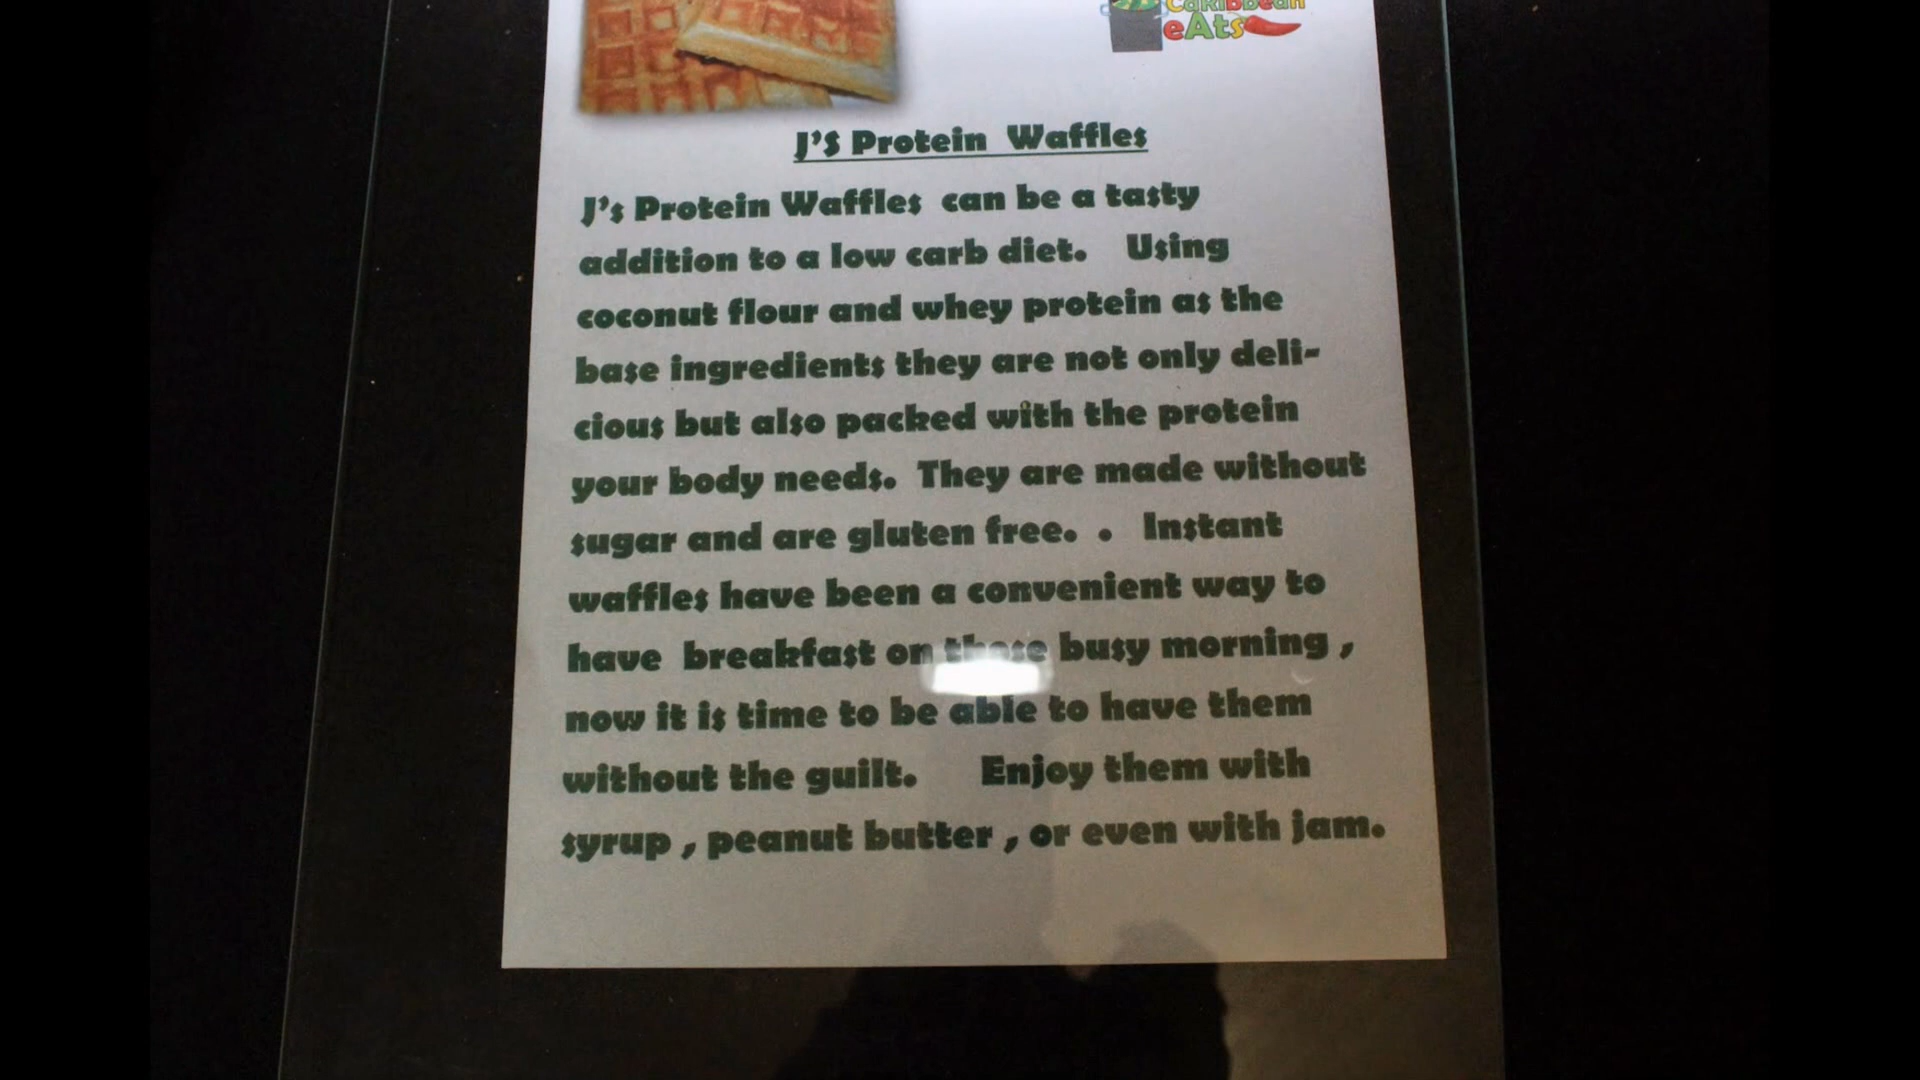 Caribbean
eAts
J'S Protein Waffles
J's Protein Waffles can be a tasty
addition to a low carb diet. Using
coconut flour and whey protein as the
base ingredients they are not only deli-
cious but also packed with the protein
your body needs. They are made without
sugar and are gluten free. . Instant
waffles have been a convenient way to
have breakfast on these busy morning ,
now it is time to be able to have them
without the guilt. Enjoy them with
syrup , peanut butter , or even with jam.